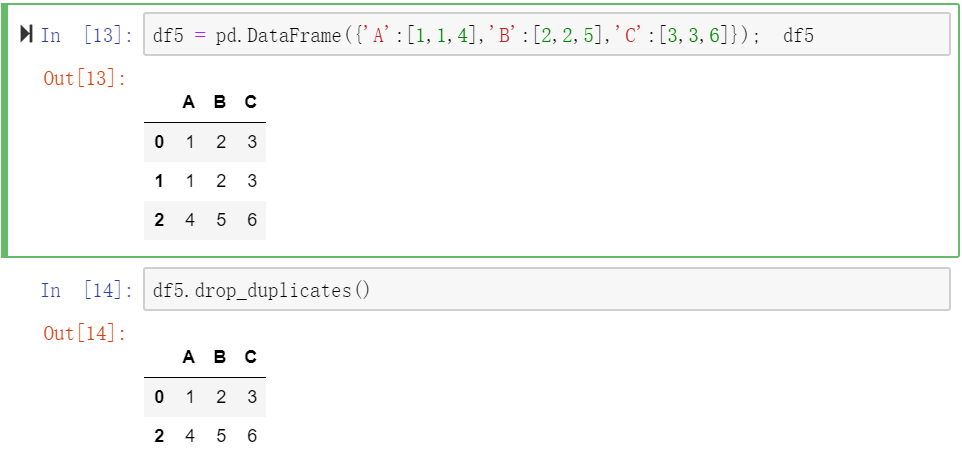 In [13]: df5 = pd.DataFrame({'A':[1,1,4],'B':[2,2,5],'C':[3,3,6]}); df5
Out[13]:
A B C
0 1 2 3
1 1 2 3
2 4 5 6
In [14]: df5.drop_duplicates()
Out[14]:
A B C
0 1 2 3
2 4 5 6